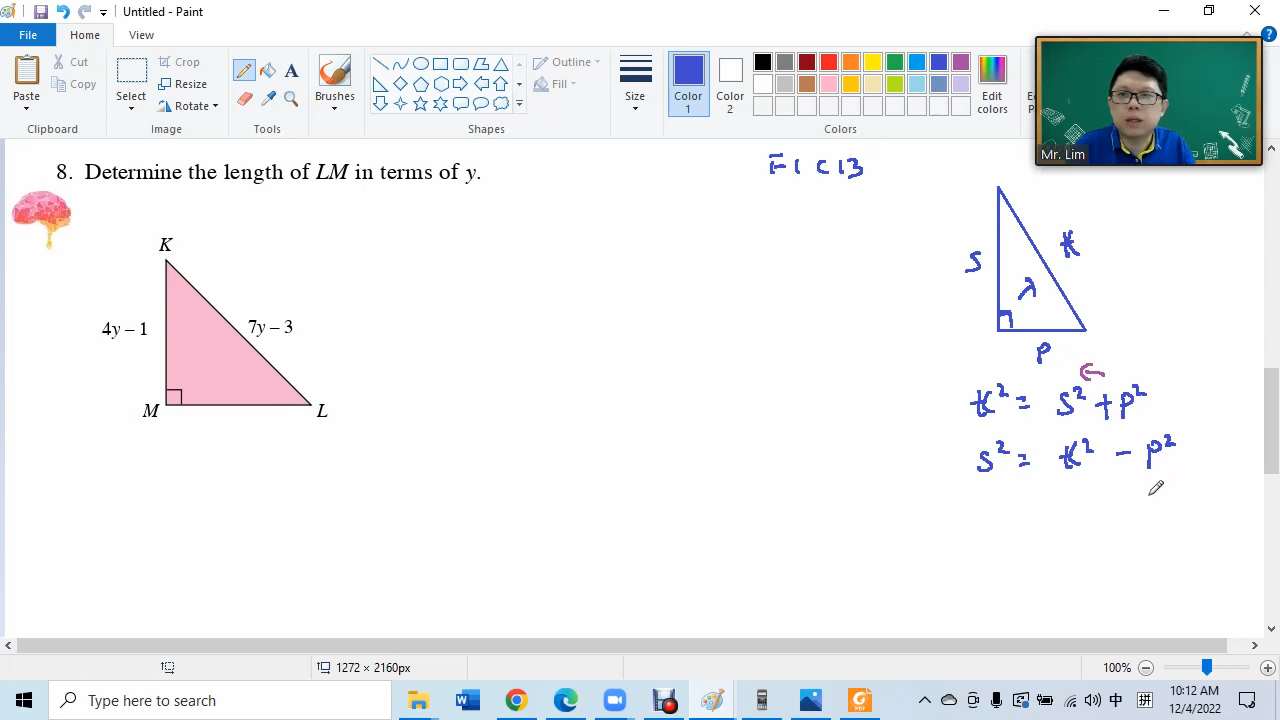 Untitled - Paint
File Home View
Paste
Cut
Copy
Clipboard
Select
Crop
Resize
Rotate
Image
Tools
Brushes
Shapes
Outline
Fill
Size
Color 1
Color 2
Edit colors
Colors
Mr. Lim
8. Determine the length of LM in terms of y.
F1 C13
K
4y – 1
7y – 3
M
L
S
λ
P
= S² + P²
S² =
– P²
1272 × 2160px
100%
Type here to search
中
拼
10:12 AM
12/4/2022